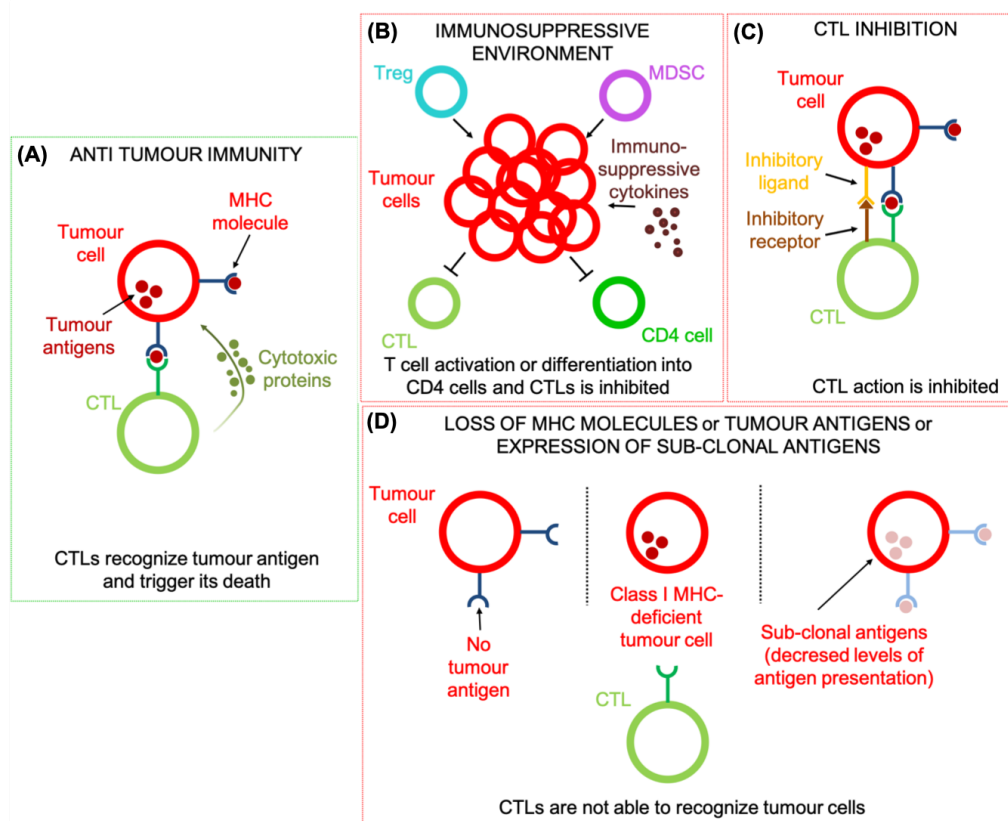 (A)
ANTI TUMOUR IMMUNITY
MHC
molecule
Tumour
cell
Tumour
antigens
Cytotoxic
proteins
CTL
CTLs recognize tumour antigen
and trigger its death
(B)
IMMUNOSUPPRESSIVE
ENVIRONMENT
Treg
MDSC
Tumour
cells
Immuno-
suppressive
cytokines
CTL
CD4 cell
T cell activation or differentiation into
CD4 cells and CTLs is inhibited
(C)
CTL INHIBITION
Tumour
cell
Inhibitory
ligand
Inhibitory
receptor
CTL
CTL action is inhibited
(D)
LOSS OF MHC MOLECULES or TUMOUR ANTIGENS or
EXPRESSION OF SUB-CLONAL ANTIGENS
Tumour
cell
No
tumour
antigen
Class I MHC-
deficient
tumour cell
CTL
Sub-clonal antigens
(decresed levels of
antigen presentation)
CTLs are not able to recognize tumour cells